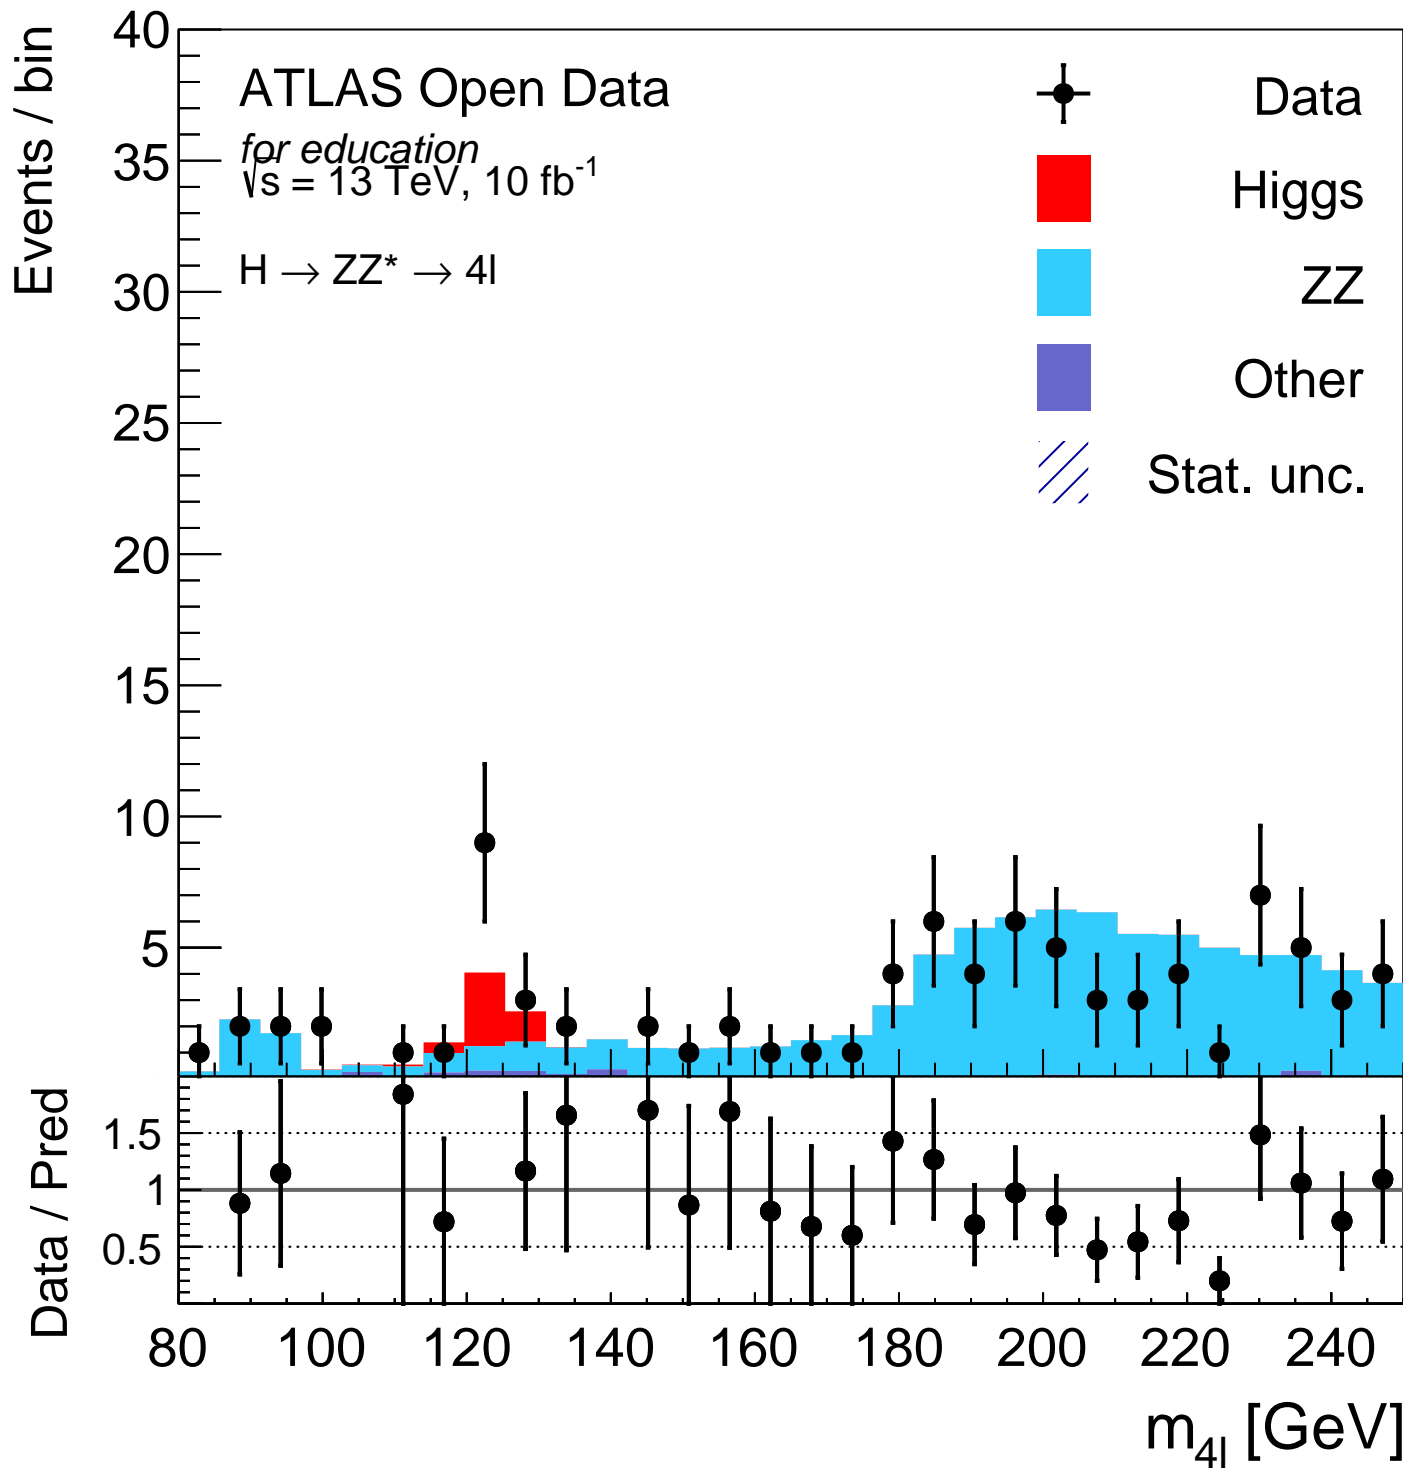 40
35
30
25
20
15
10
5
Events / bin
ATLAS Open Data
for education
√s = 13 TeV, 10 fb-1
H → ZZ* → 4l
Data
Higgs
ZZ
Other
Stat. unc.
1.5
1
0.5
Data / Pred
80 100 120 140 160 180 200 220 240
m4l [GeV]